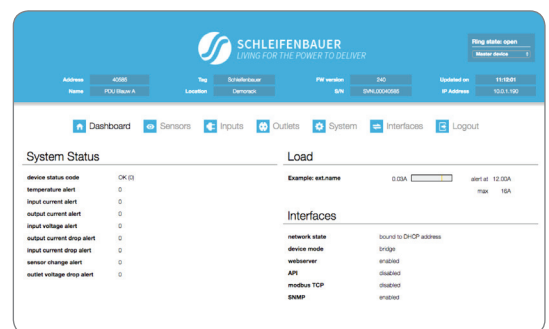 SCHLEIFENBAUER
LIVING FOR THE POWER TO DELIVER
Ring state: open
Master device 1
Address 40586 Tag Schleifenbauer FW version 240 Updated on 11:12:01
Name PDU Blauw A Location Demorack S/N SVNL00040586 IP Address 10.0.1.190
Dashboard Sensors Inputs Outlets System Interfaces Logout
System Status
device status code OK (0)
temperature alert 0
input current alert 0
output current alert 0
input voltage alert 0
output current drop alert 0
input current drop alert 0
sensor change alert 0
outlet voltage drop alert 0
Load
Example: ext.name 0.03A alert at 12.00A
max 16A
Interfaces
network state bound to DHCP address
device mode bridge
webserver enabled
API disabled
modbus TCP disabled
SNMP enabled